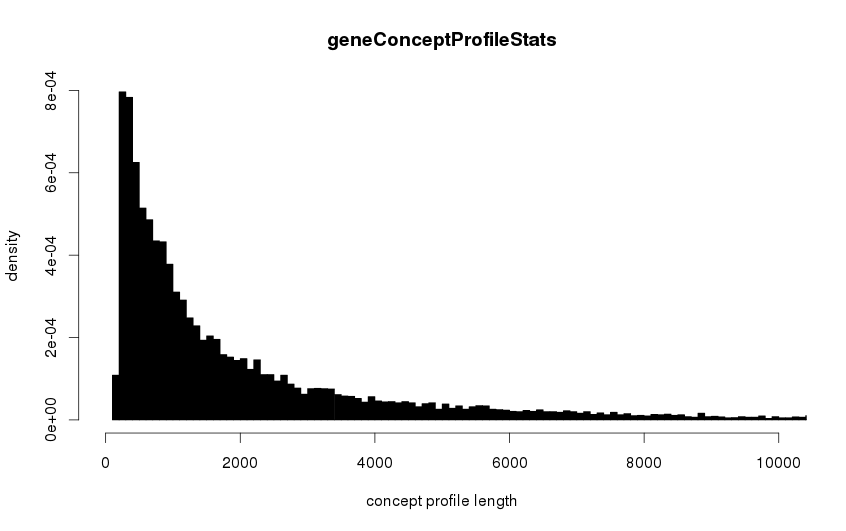 geneConceptProfileStats
density
8e-04
6e-04
4e-04
2e-04
0e+00
0 2000 4000 6000 8000 10000
concept profile length